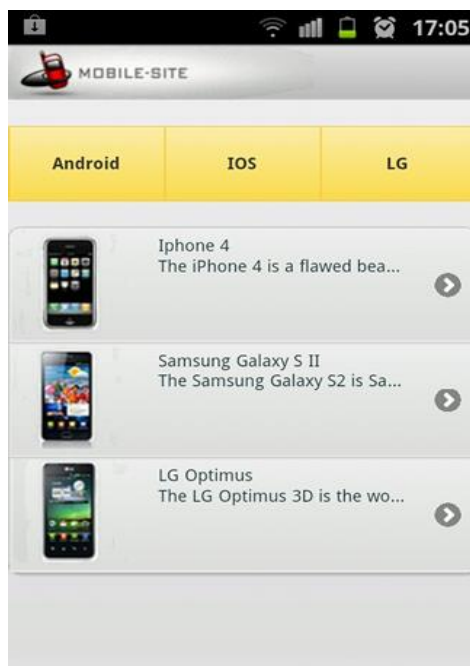 17:05
MOBILE-SITE
Android IOS LG
Iphone 4
The iPhone 4 is a flawed bea...
Samsung Galaxy S II
The Samsung Galaxy S2 is Sa...
LG Optimus
The LG Optimus 3D is the wo...